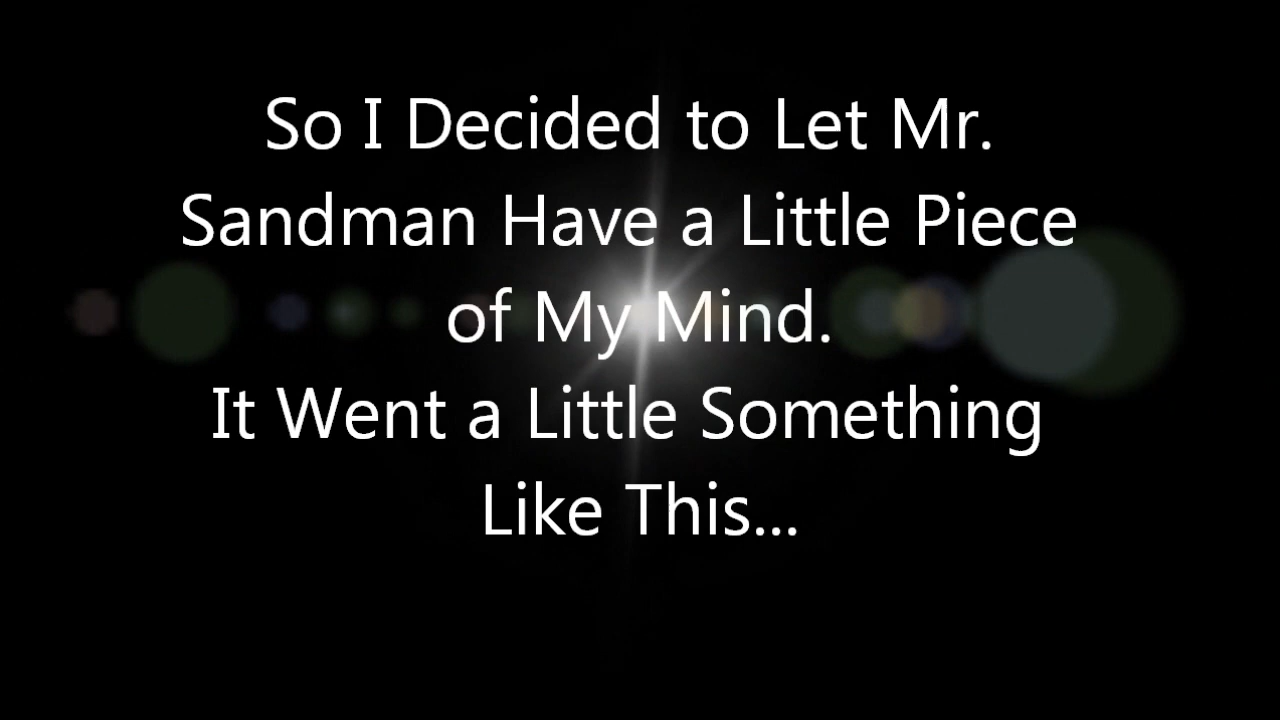 So I Decided to Let Mr.
Sandman Have a Little Piece
of My Mind.
It Went a Little Something
Like This...